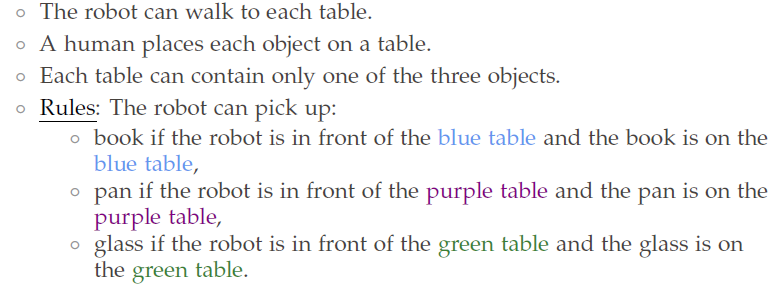 ○ The robot can walk to each table.
○ A human places each object on a table.
○ Each table can contain only one of the three objects.
○ Rules: The robot can pick up:
○ book if the robot is in front of the blue table and the book is on the
blue table,
○ pan if the robot is in front of the purple table and the pan is on the
purple table,
○ glass if the robot is in front of the green table and the glass is on
the green table.